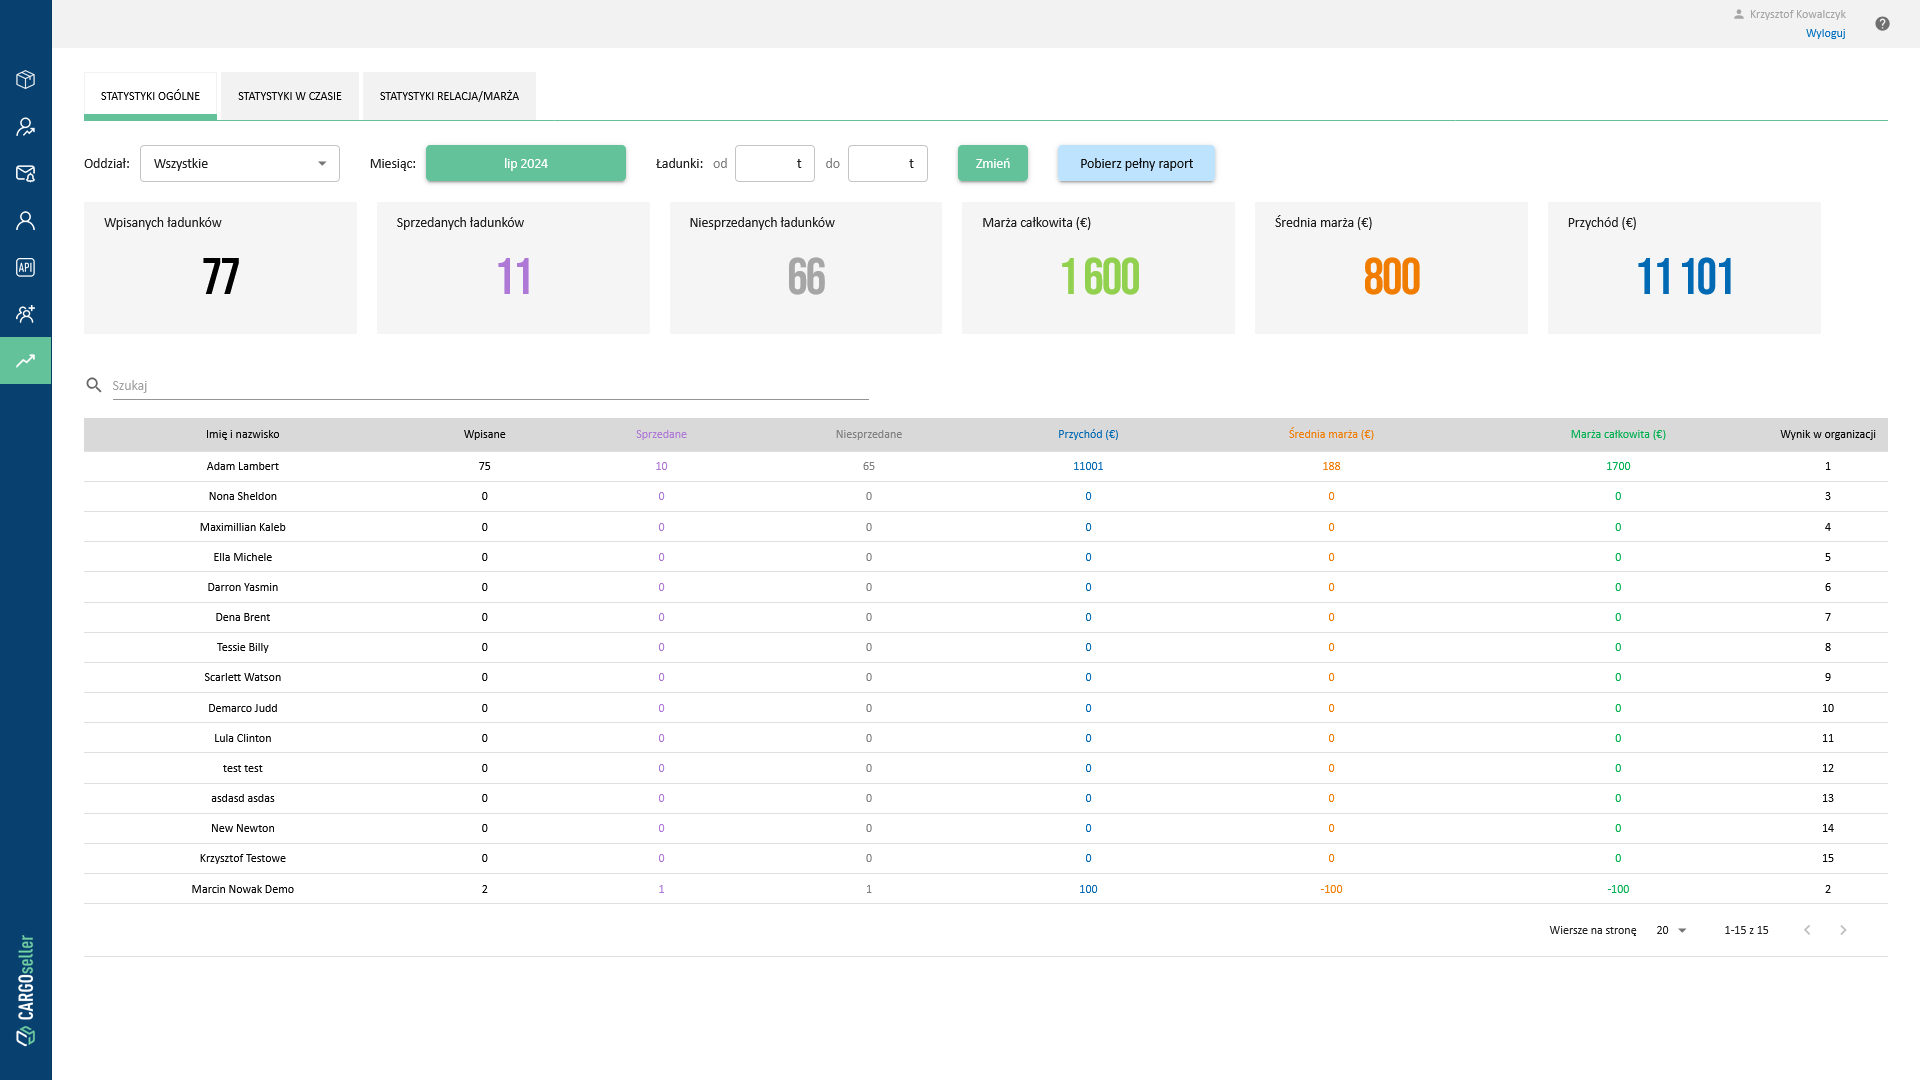 Krzysztof Kowalczyk
Wyloguj
STATYSTYKI OGÓLNE STATYSTYKI W CZASIE STATYSTYKI RELACJA/MARŻA
Oddział: Wszystkie Miesiąc: lip 2024 Ładunki: od t do t Zmień Pobierz pełny raport
Wpisanych ładunków Sprzedanych ładunków Niesprzedanych ładunków Marża całkowita (€) Średnia marża (€) Przychód (€)
77 11 66 1 600 800 11 101
Szukaj
Imię i nazwisko Wpisane Sprzedane Niesprzedane Przychód (€) Średnia marża (€) Marża całkowita (€) Wynik w organizacji
Adam Lambert 75 10 65 11001 188 1700 1
Nona Sheldon 0 0 0 0 0 0 3
Maximillian Kaleb 0 0 0 0 0 0 4
Ella Michele 0 0 0 0 0 0 5
Darron Yasmin 0 0 0 0 0 0 6
Dena Brent 0 0 0 0 0 0 7
Tessie Billy 0 0 0 0 0 0 8
Scarlett Watson 0 0 0 0 0 0 9
Demarco Judd 0 0 0 0 0 0 10
Lula Clinton 0 0 0 0 0 0 11
test test 0 0 0 0 0 0 12
asdasd asdas 0 0 0 0 0 0 13
New Newton 0 0 0 0 0 0 14
Krzysztof Testowe 0 0 0 0 0 0 15
Marcin Nowak Demo 2 1 1 100 -100 -100 2
Wiersze na stronę 20 1-15 z 15
API
CARGOseller